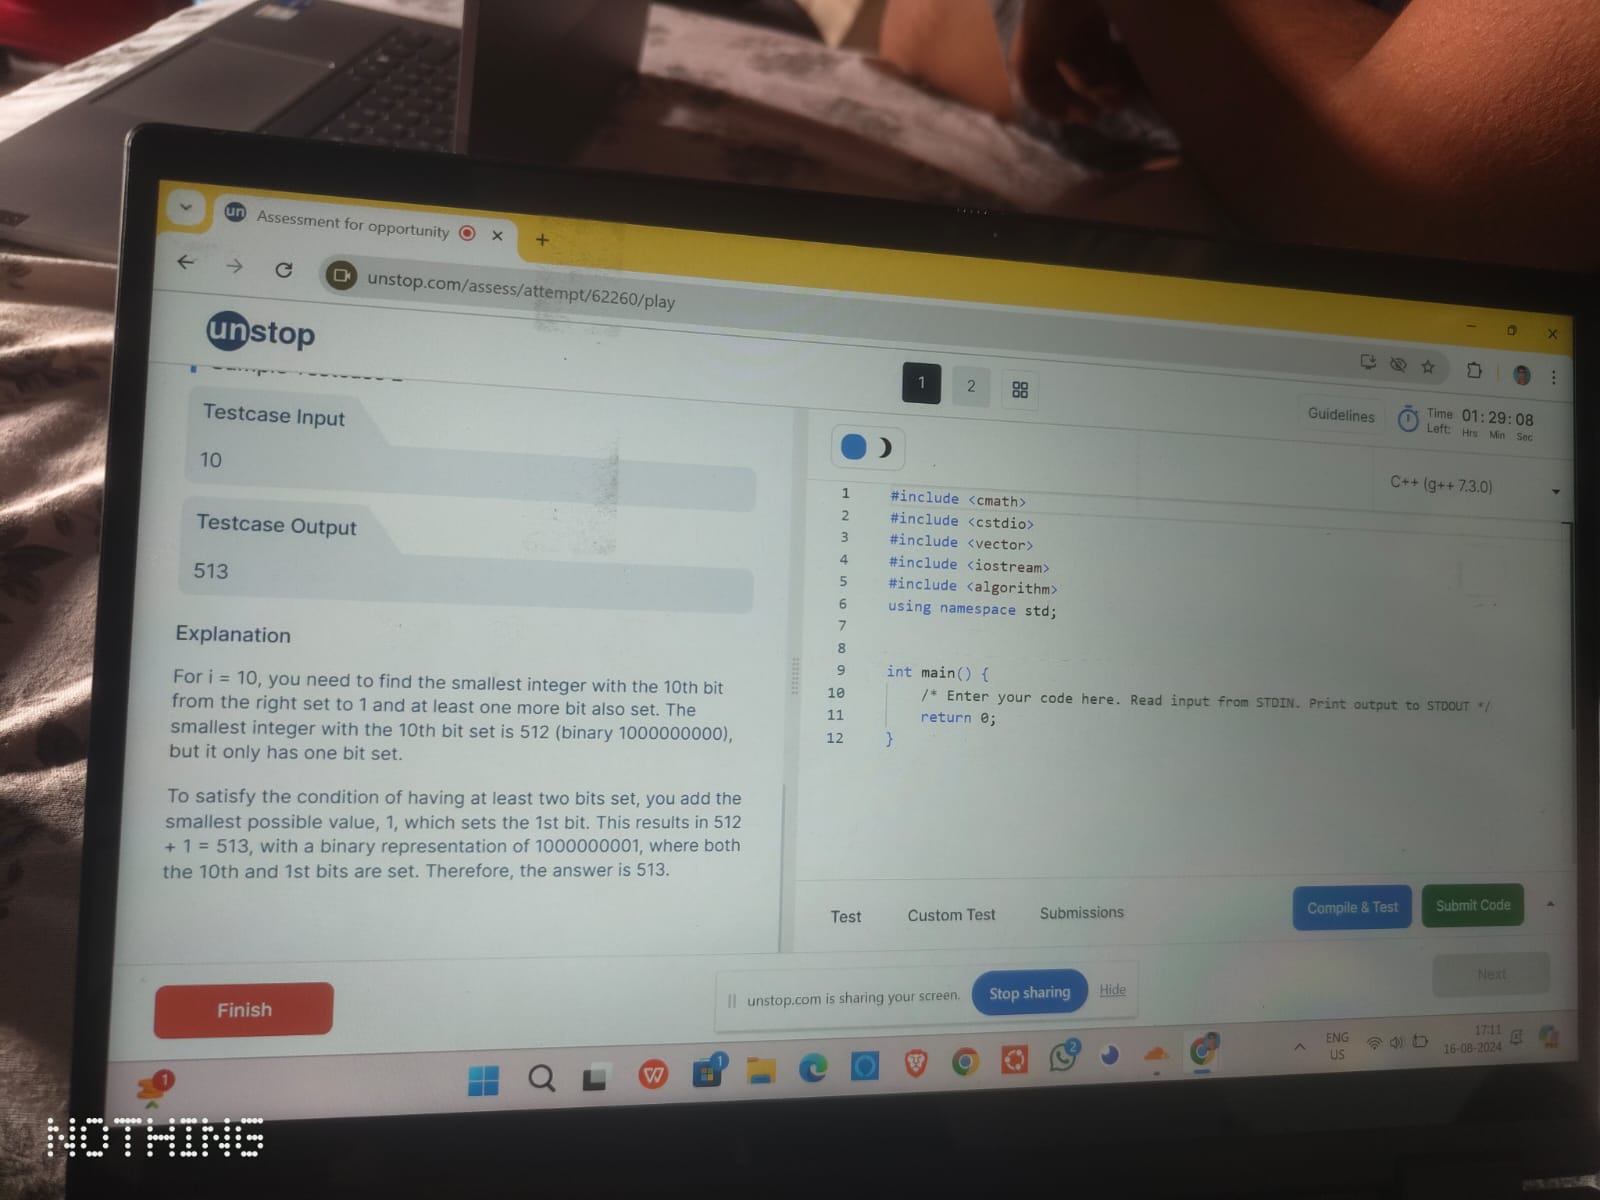 Assessment for opportunity
unstop.com/assess/attempt/62260/play
unstop
1
2
Guidelines
Time Left:
01:29:08
Hrs Min Sec
Testcase Input
10
Testcase Output
513
Explanation
For i = 10, you need to find the smallest integer with the 10th bit
from the right set to 1 and at least one more bit also set. The
smallest integer with the 10th bit set is 512 (binary 1000000000),
but it only has one bit set.
To satisfy the condition of having at least two bits set, you add the
smallest possible value, 1, which sets the 1st bit. This results in 512
+ 1 = 513, with a binary representation of 1000000001, where both
the 10th and 1st bits are set. Therefore, the answer is 513.
C++ (g++ 7.3.0)
1 #include <cmath>
2 #include <cstdio>
3 #include <vector>
4 #include <iostream>
5 #include <algorithm>
6 using namespace std;
7
8
9 int main() {
10 /* Enter your code here. Read input from STDIN. Print output to STDOUT */
11 return 0;
12 }
Test Custom Test Submissions
Compile & Test
Submit Code
Finish
unstop.com is sharing your screen.
Stop sharing
Hide
Next
1
1
2
ENG
US
17:11
16-08-2024
NOTHING